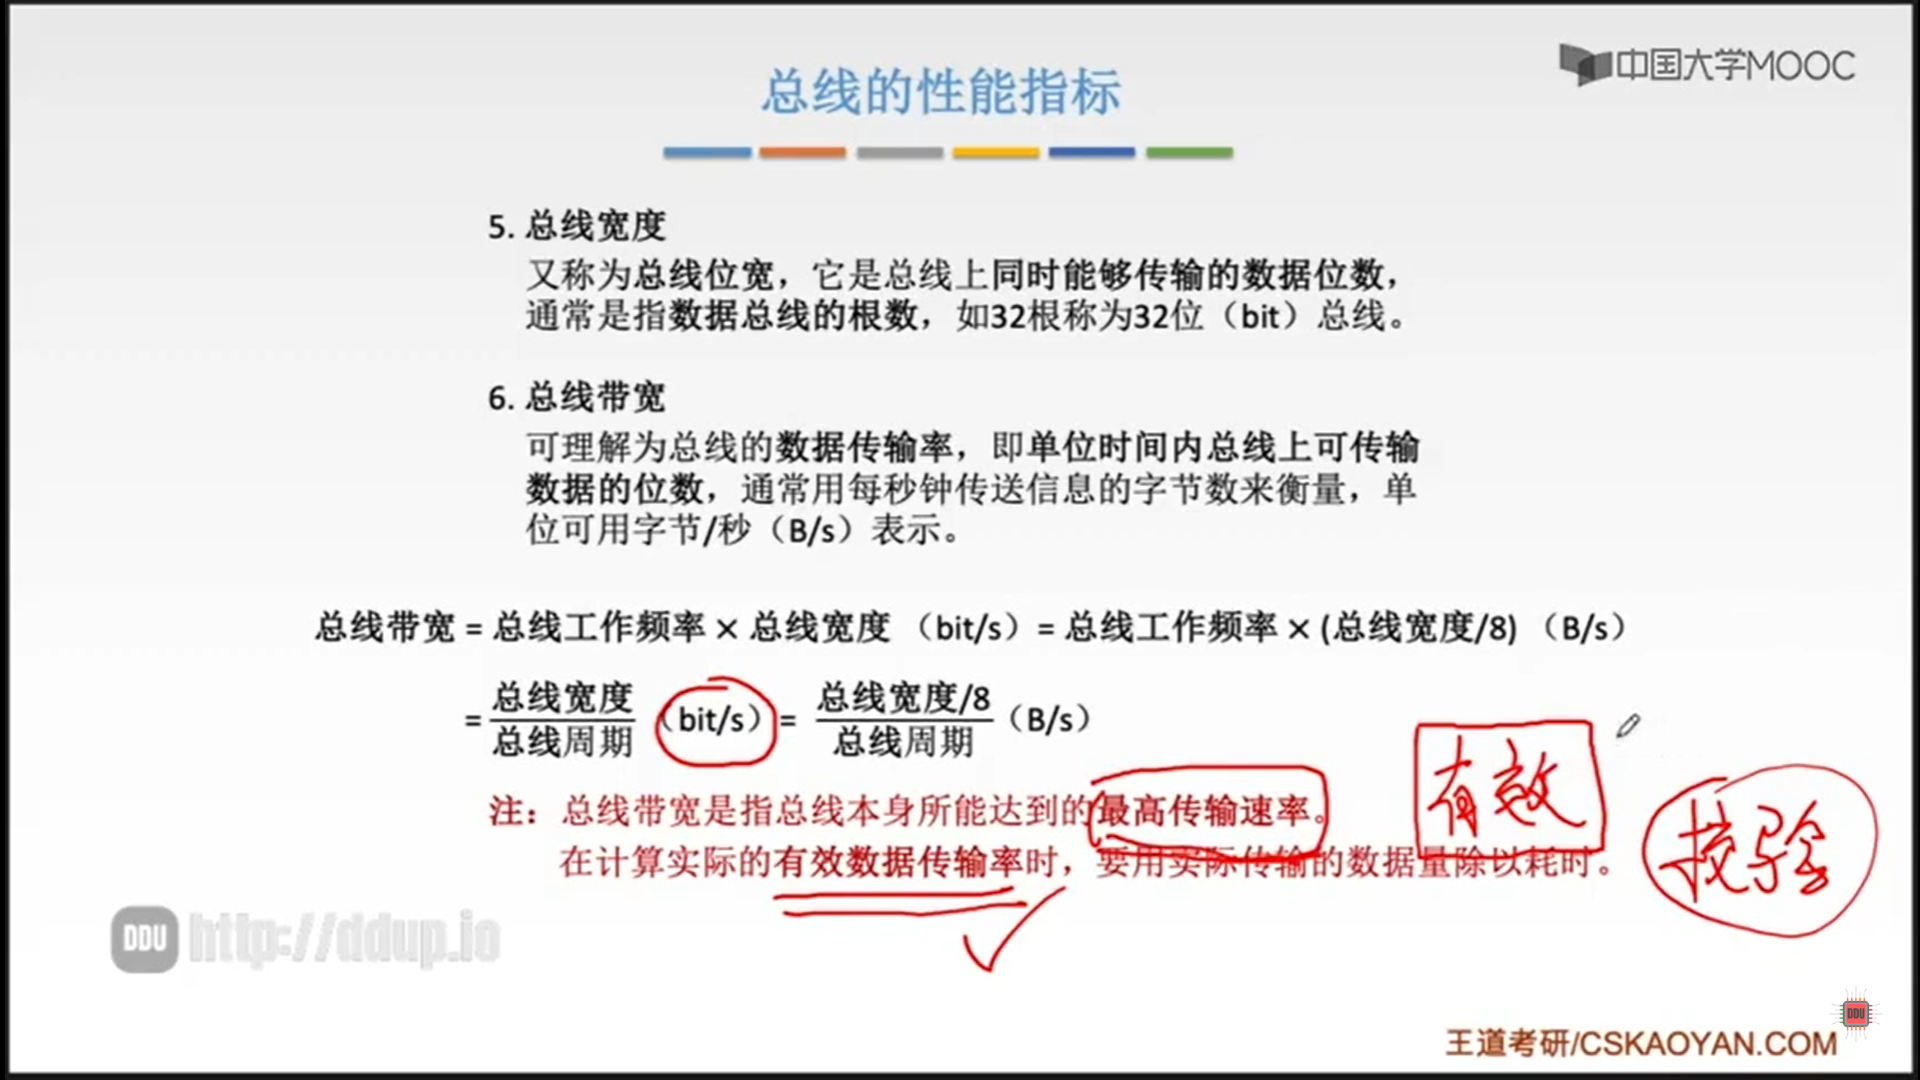 中国大学MOOC
总线的性能指标
5. 总线宽度
又称为总线位宽，它是总线上同时能够传输的数据位数，
通常是指数据总线的根数，如32根称为32位（bit）总线。
6. 总线带宽
可理解为总线的数据传输率，即单位时间内总线上可传输
数据的位数，通常用每秒钟传送信息的字节数来衡量，单
位可用字节/秒（B/s）表示。
总线带宽 = 总线工作频率 × 总线宽度 （bit/s）= 总线工作频率 × (总线宽度/8) （B/s）
= 总线宽度/总线周期 （bit/s）= 总线宽度/8/总线周期（B/s）
注：总线带宽是指总线本身所能达到的最高传输速率。
在计算实际的有效数据传输率时，要用实际传输的数据量除以耗时。
有效
校验
DDU http://ddup.io
DDU
王道考研/CSKAOYAN.COM